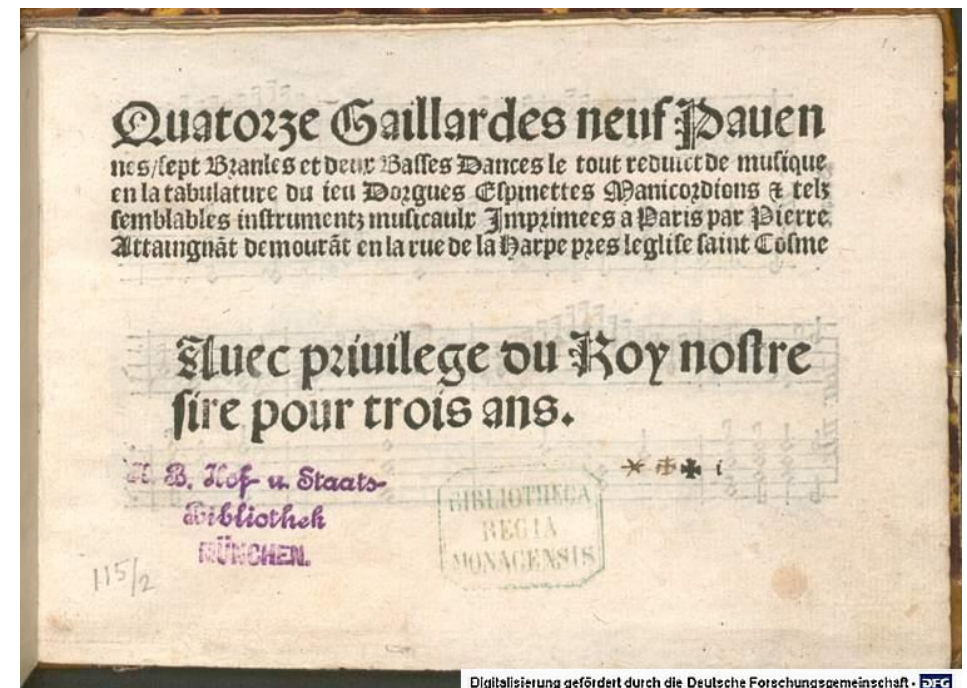 1.
Quatorze Gaillardes neuf Pauen
nes/sept Branles et deux Basses Dances le tout reduict de musique
en la tabulature du ieu Dorgues Espinettes Manicordions & telz
semblables instrumentz musicaulx Imprimees a Paris par Pierre
Attaingnãt demourãt en la rue de la Harpe pres leglise saint Cosme
Auec priuilege du Roy nostre
sire pour trois ans.
i
B. Hof- u. Staats-
Bibliothek
MÜNCHEN.
BIBLIOTHECA
REGIA
MONACENSIS
115/2
Digitalisierung gefördert durch die Deutsche Forschungsgemeinschaft - DFG